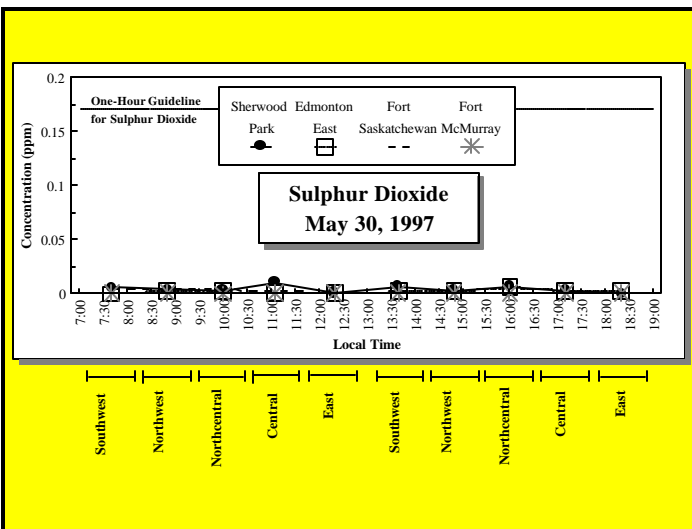 0.2
0.15
0.1
0.05
0
Concentration (ppm)
One-Hour Guideline
for Sulphur Dioxide
Sherwood Edmonton Fort Fort
Park East Saskatchewan McMurray
Sulphur Dioxide
May 30, 1997
7:00 7:30 8:00 8:30 9:00 9:30 10:00 10:30 11:00 11:30 12:00 12:30 13:00 13:30 14:00 14:30 15:00 15:30 16:00 16:30 17:00 17:30 18:00 18:30 19:00
Local Time
Southwest
Northwest
Northcentral
Central
East
Southwest
Northwest
Northcentral
Central
East